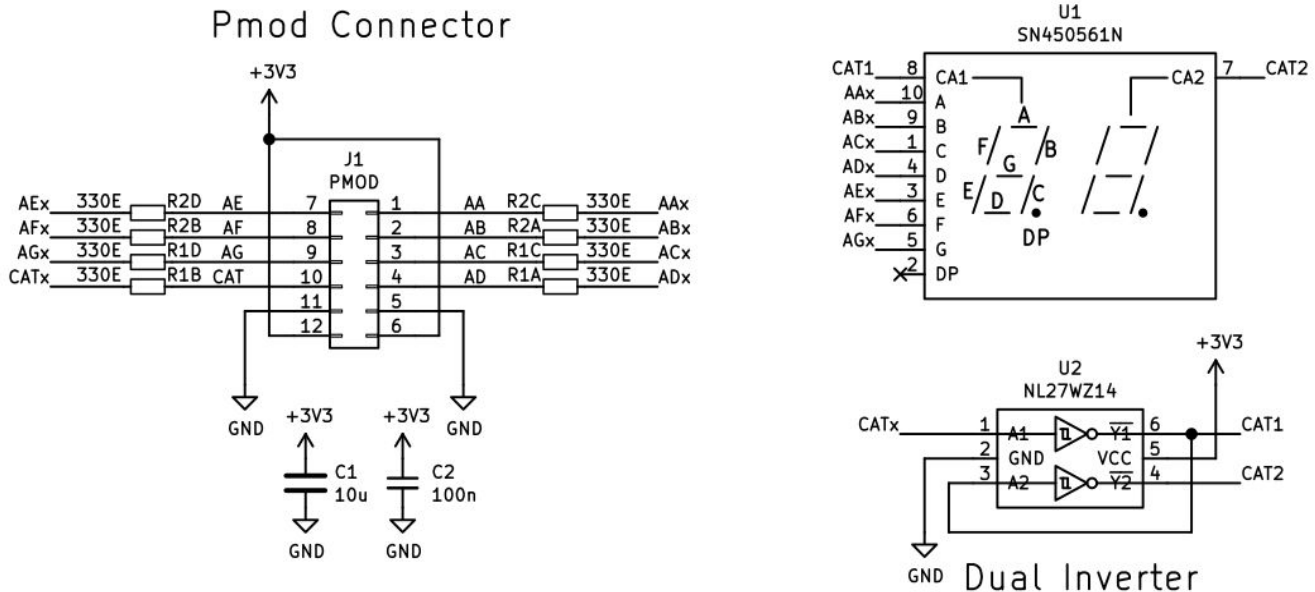 Pmod Connector
+3V3
J1
PMOD
AEx 330E R2D AE 7 1 AA R2C 330E AAx
AFx 330E R2B AF 8 2 AB R2A 330E ABx
AGx 330E R1D AG 9 3 AC R1C 330E ACx
CATx 330E R1B CAT 10 4 AD R1A 330E ADx
11 5
12 6
GND GND
+3V3 +3V3
C1 C2
10u 100n
GND GND
U1
SN450561N
CAT1 8 CA1 CA2 7 CAT2
AAx 10 A
ABx 9 B
ACx 1 C
ADx 4 D
AEx 3 E
AFx 6 F
AGx 5 G
2 DP
A
F B
G
E D C
DP
+3V3
U2
NL27WZ14
CATx 1 A1 Y1 6 CAT1
2 GND VCC 5
3 A2 Y2 4 CAT2
GND
Dual Inverter